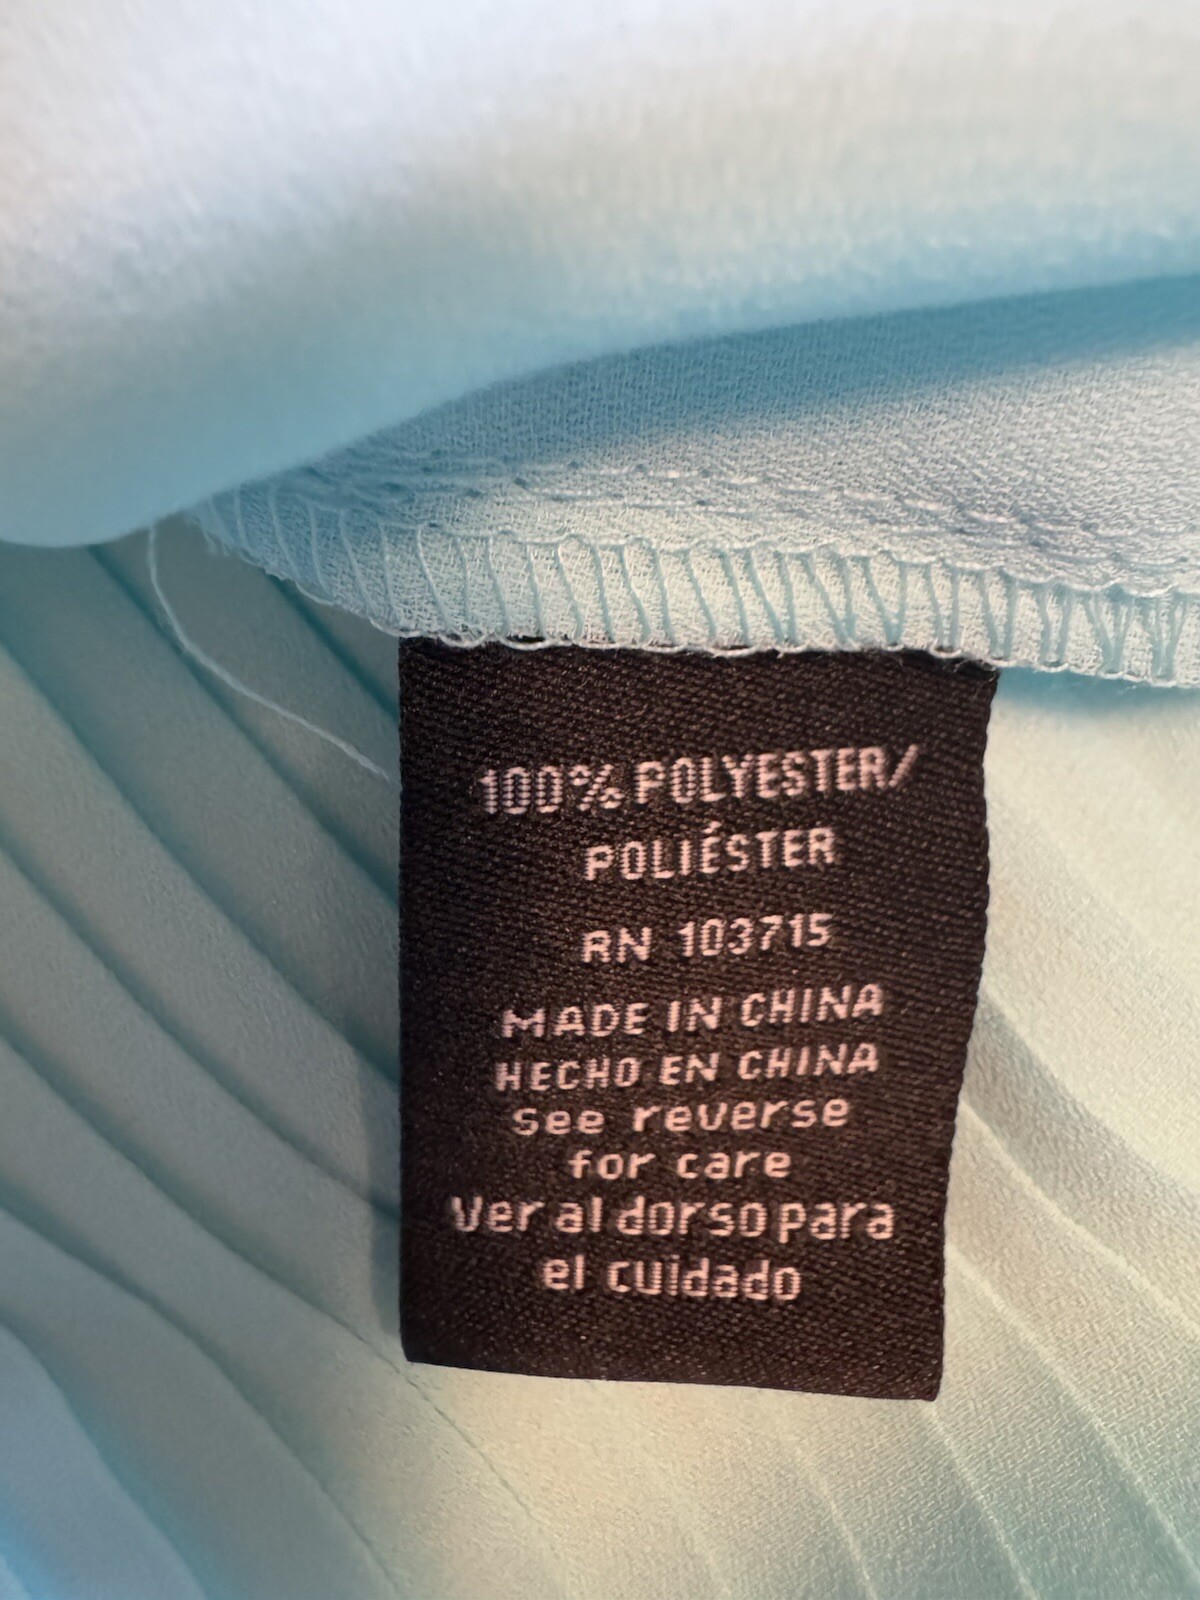 100% POLYESTER/
POLIÉSTER
RN 103715
MADE IN CHINA
HECHO EN CHINA
See reverse
for care
Ver al dorso para
el cuidado